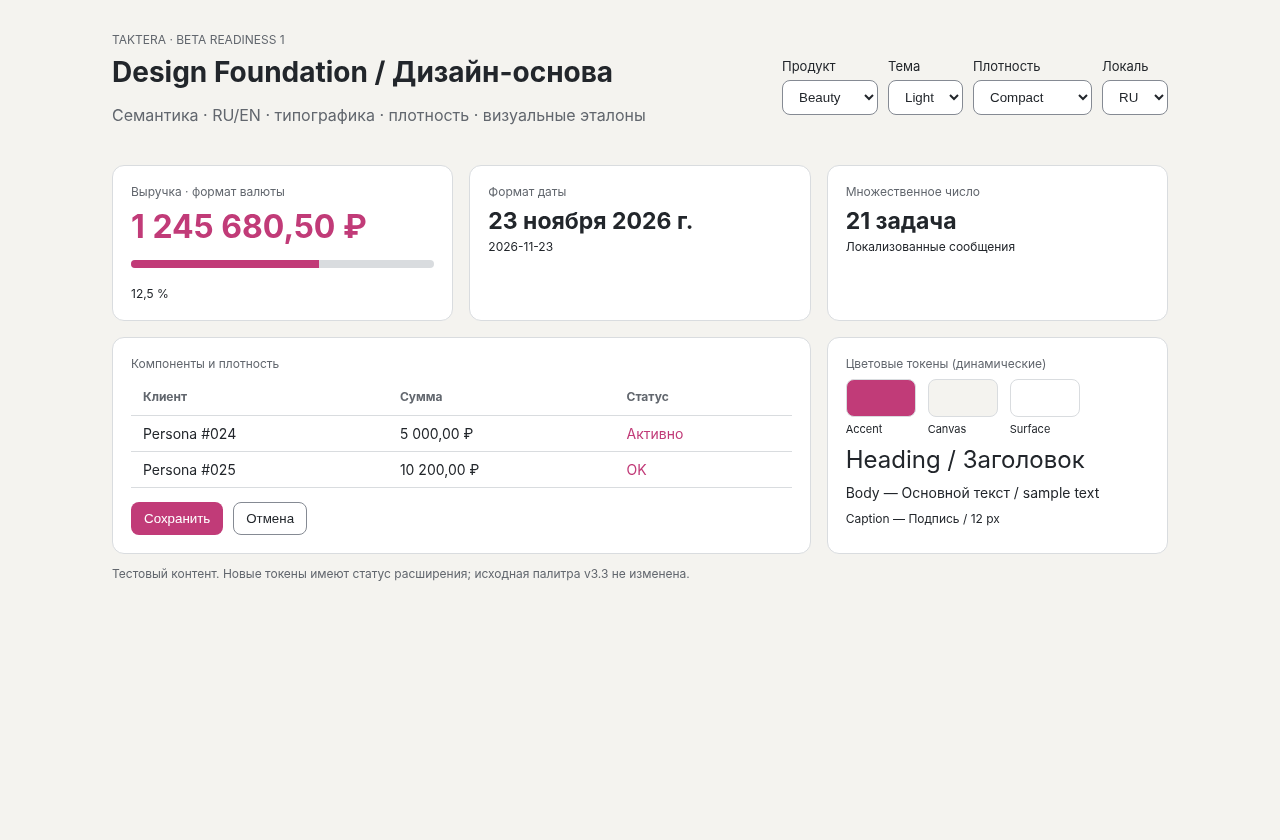 TAKTERA · BETA READINESS 1
Design Foundation / Дизайн-основа
Семантика · RU/EN · типографика · плотность · визуальные эталоны
Продукт Тема Плотность Локаль
Beauty Light Compact RU
Выручка · формат валюты
1 245 680,50 ₽
12,5 %
Формат даты
23 ноября 2026 г.
2026-11-23
Множественное число
21 задача
Локализованные сообщения
Компоненты и плотность
Клиент Сумма Статус
Persona #024 5 000,00 ₽ Активно
Persona #025 10 200,00 ₽ OK
Сохранить Отмена
Цветовые токены (динамические)
Accent Canvas Surface
Heading / Заголовок
Body — Основной текст / sample text
Caption — Подпись / 12 px
Тестовый контент. Новые токены имеют статус расширения; исходная палитра v3.3 не изменена.